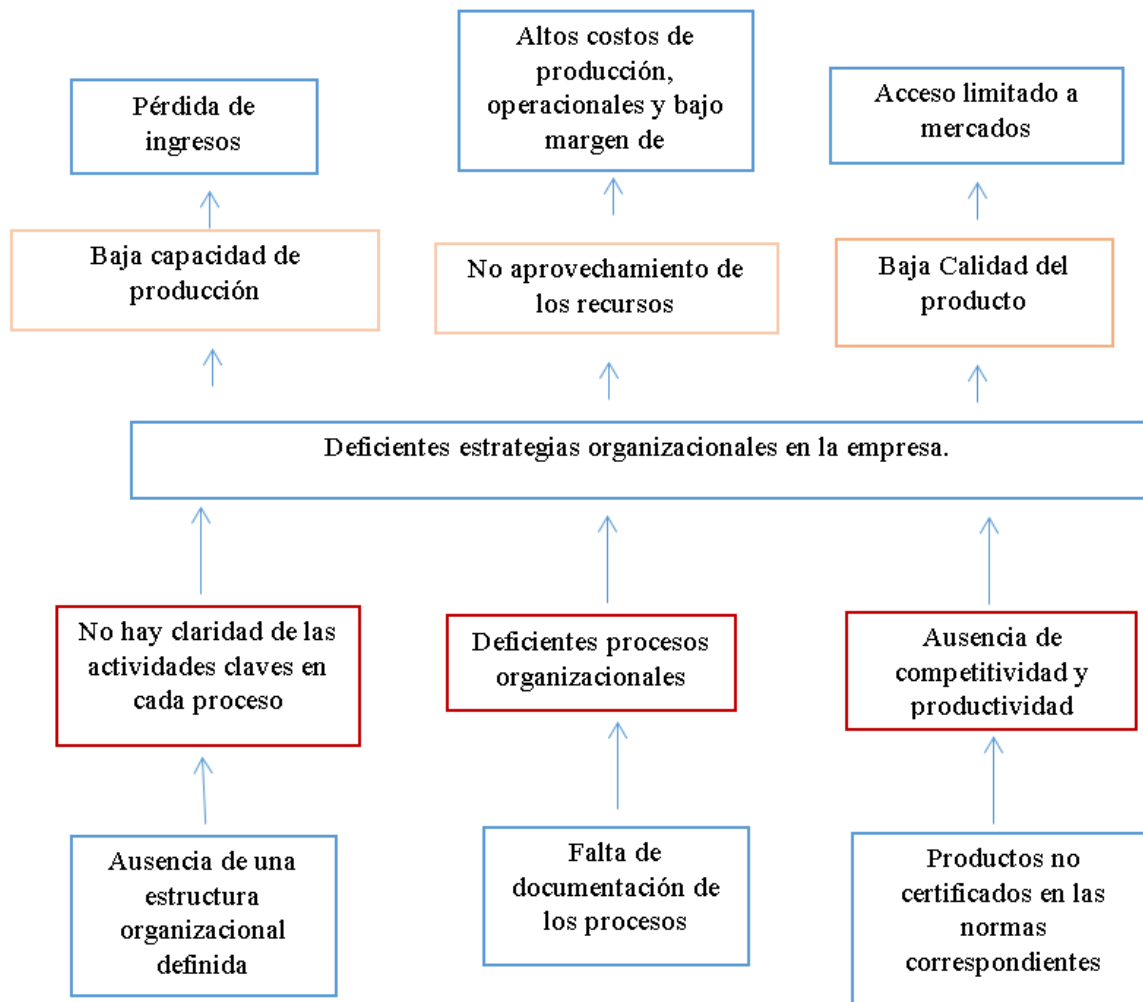 Altos costos de
producción,
operacionales y bajo
margen de
Pérdida de
ingresos
Acceso limitado a
mercados
Baja capacidad de
producción
No aprovechamiento de
los recursos
Baja Calidad del
producto
Deficientes estrategias organizacionales en la empresa.
No hay claridad de las
actividades claves en
cada proceso
Deficientes procesos
organizacionales
Ausencia de
competitividad y
productividad
Ausencia de una
estructura
organizacional
definida
Falta de
documentación de
los procesos
Productos no
certificados en las
normas
correspondientes